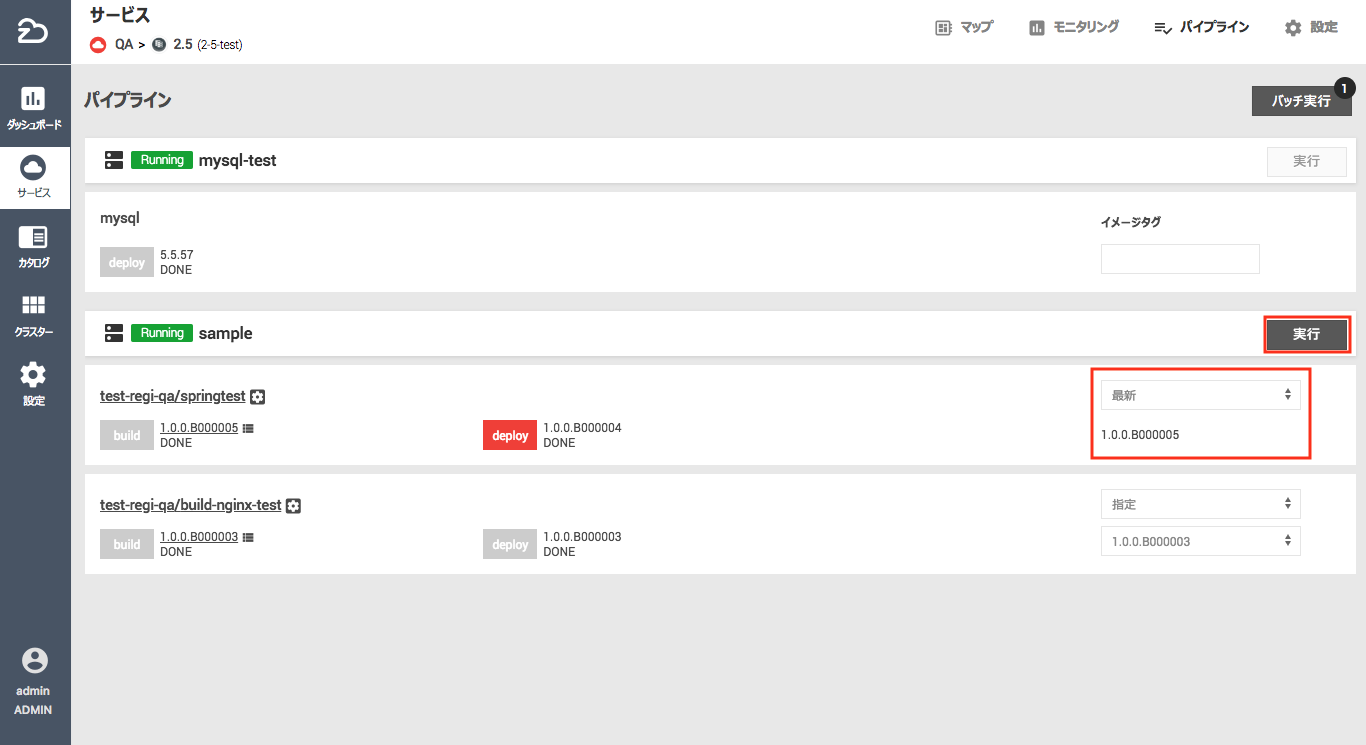 サービス
QA > 2.5 (2-5-test)
マップ
モニタリング
パイプライン
設定
ダッシュボード
サービス
カタログ
クラスター
設定
admin
ADMIN
パイプライン
バッチ実行
1
Running mysql-test
実行
mysql
イメージタグ
deploy
5.5.57
DONE
Running sample
実行
test-regi-qa/springtest
最新
build
1.0.0.B000005
DONE
deploy
1.0.0.B000004
DONE
1.0.0.B000005
test-regi-qa/build-nginx-test
指定
build
1.0.0.B000003
DONE
deploy
1.0.0.B000003
DONE
1.0.0.B000003